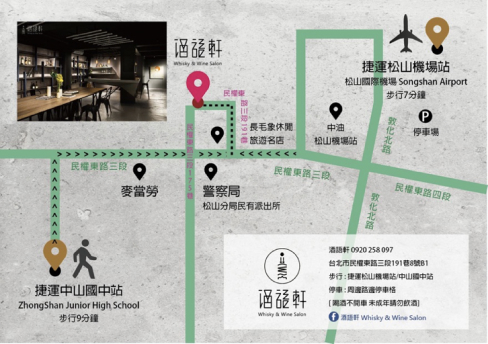 酒語軒
Whisky & Wine Salon
捷運松山機場站
松山國際機場 Songshan Airport
步行7分鐘
P
停車場
民權東路三段191巷
民權東路三段175巷
長毛象休閒
旅遊名店
中油
松山機場站
敦化北路
民權東路三段
麥當勞
警察局
松山分局民有派出所
民權東路三段
民權東路四段
敦化北路
捷運中山國中站
ZhongShan Junior High School
步行9分鐘
酒語軒
Whisky & Wine Salon
酒語軒 0920 258 097
台北市民權東路三段191巷8號B1
步行 : 捷運松山機場站/中山國中站
停車 : 周邊路邊停車格
[ 喝酒不開車 未成年請勿飲酒]
酒語軒 Whisky & Wine Salon